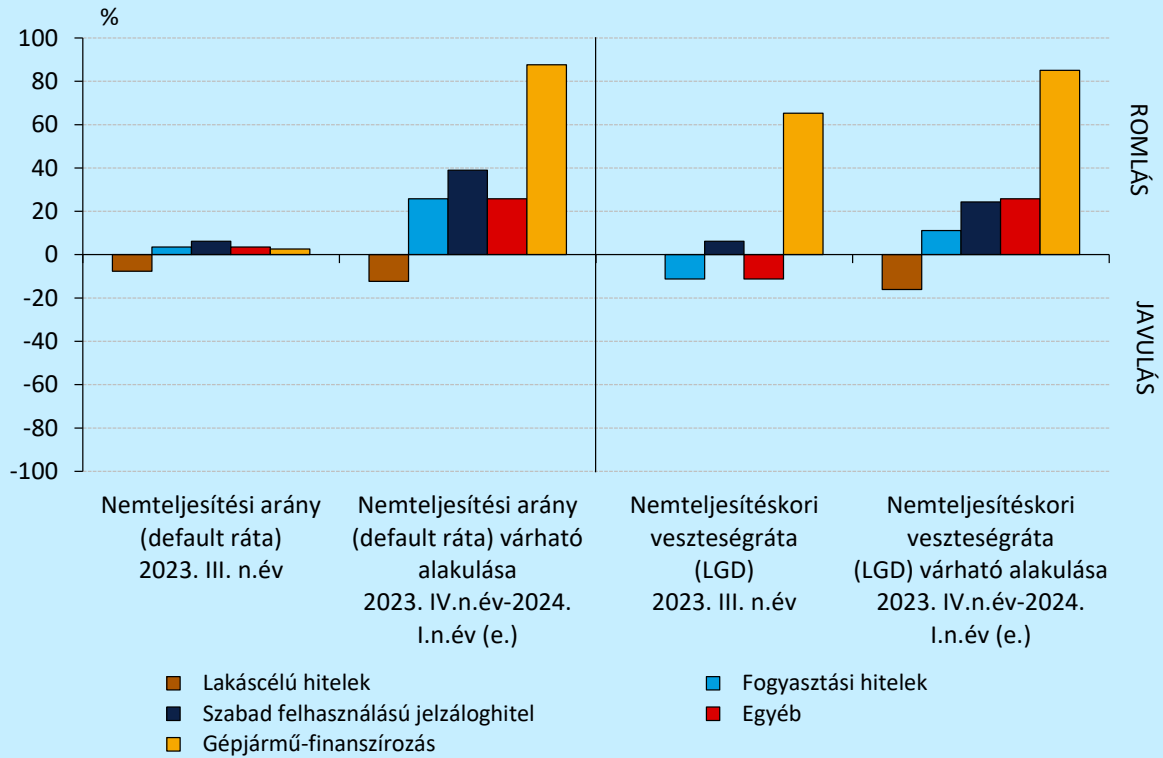 %
100
80
60
40
20
0
-20
-40
-60
-80
-100
ROMLÁS
JAVULÁS
Nemteljesítési arány
(default ráta)
2023. III. n.év
Nemteljesítési arány
(default ráta) várható
alakulása
2023. IV.n.év-2024.
I.n.év (e.)
Nemteljesítéskori
veszteségráta
(LGD)
2023. III. n.év
Nemteljesítéskori
veszteségráta
(LGD) várható alakulása
2023. IV.n.év-2024.
I.n.év (e.)
Lakáscélú hitelek
Fogyasztási hitelek
Szabad felhasználású jelzáloghitel
Egyéb
Gépjármű-finanszírozás